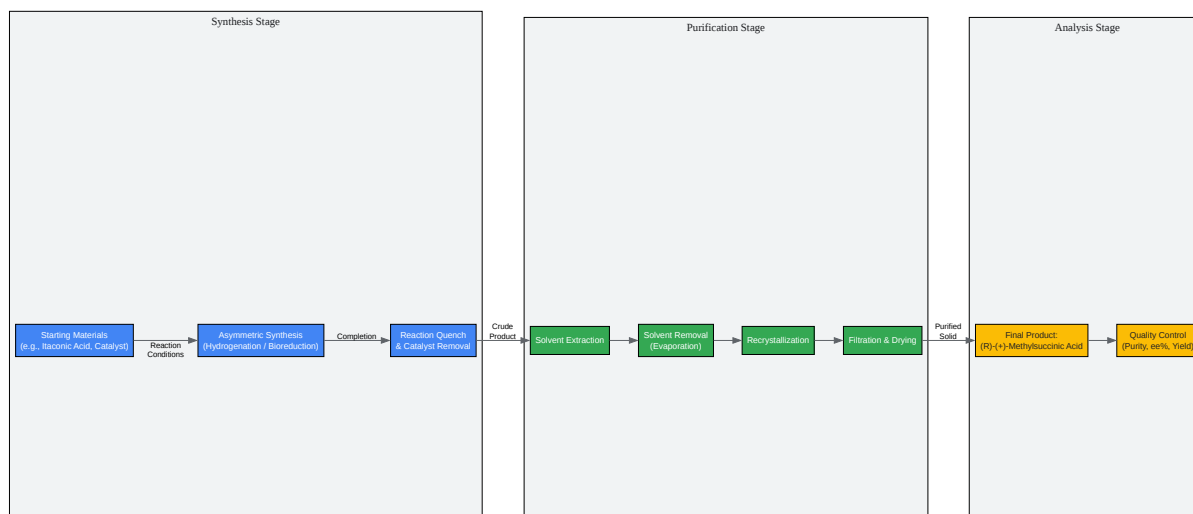 Synthesis Stage
Purification Stage
Analysis Stage
Starting Materials
(e.g., Itaconic Acid, Catalyst)
Reaction
Conditions
Asymmetric Synthesis
(Hydrogenation / Bioreduction)
Completion
Reaction Quench
& Catalyst Removal
Crude
Product
Solvent Extraction
Solvent Removal
(Evaporation)
Recrystallization
Filtration & Drying
Purified
Solid
Final Product:
(R)-(+)-Methylsuccinic Acid
Quality Control
(Purity, ee%, Yield)